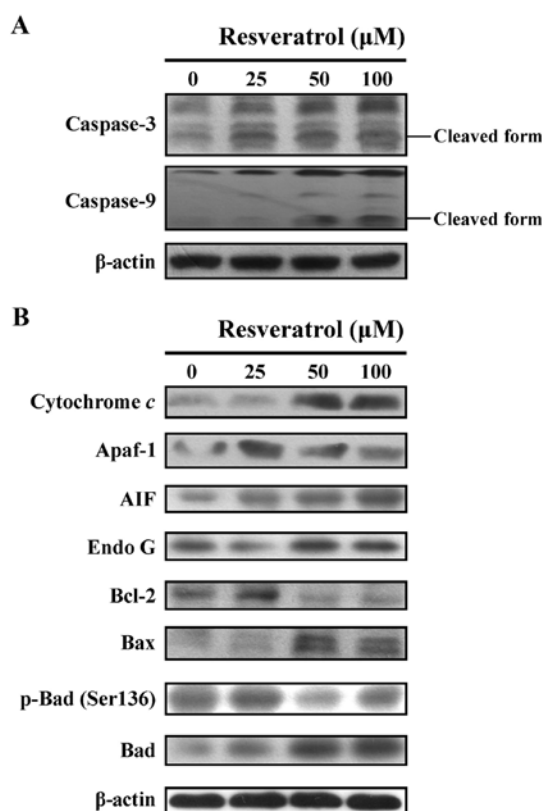 A
Resveratrol (μM)
0 25 50 100
Caspase-3
Cleaved form
Caspase-9
Cleaved form
β-actin
B
Resveratrol (μM)
0 25 50 100
Cytochrome c
Apaf-1
AIF
Endo G
Bcl-2
Bax
p-Bad (Ser136)
Bad
β-actin